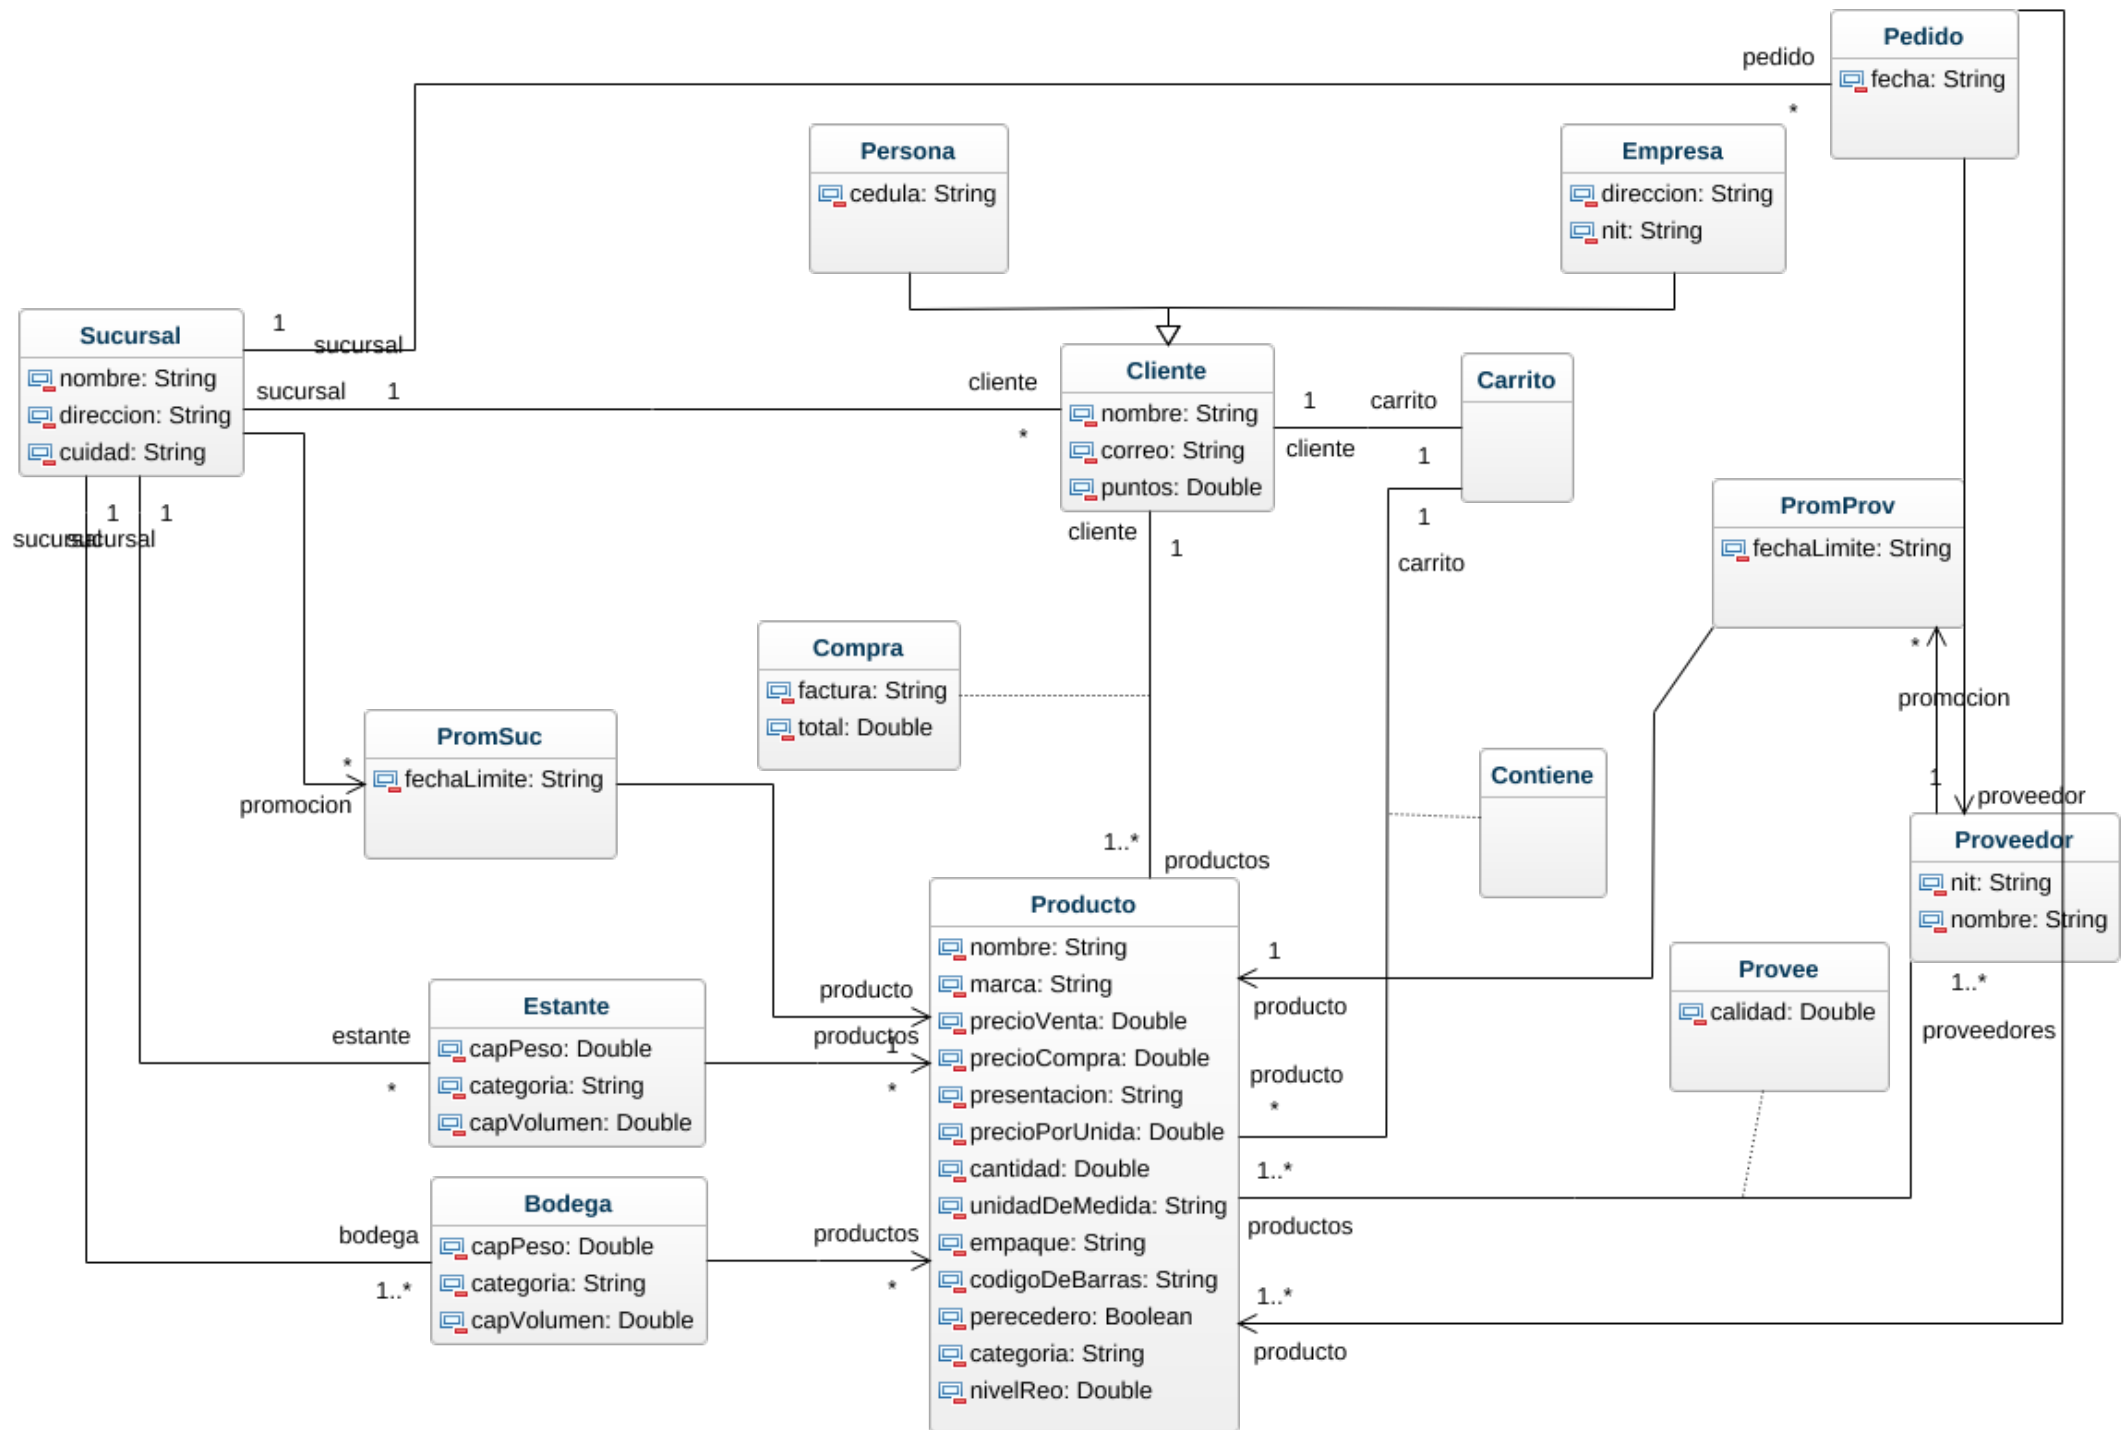 Pedido
fecha: String
pedido
*
Persona
cedula: String
Empresa
direccion: String
nit: String
Sucursal
nombre: String
direccion: String
cuidad: String
1
sucursal
sucursal
1
cliente
*
Cliente
nombre: String
correo: String
puntos: Double
1
carrito
cliente
1
Carrito
1
carrito
cliente
1
1
1
sucursal
sucursal
PromProv
fechaLimite: String
*
promocion
1
proveedor
Compra
factura: String
total: Double
PromSuc
fechaLimite: String
*
promocion
Contiene
1..*
productos
Proveedor
nit: String
nombre: String
1..*
proveedores
Provee
calidad: Double
Producto
nombre: String
marca: String
precioVenta: Double
precioCompra: Double
presentacion: String
precioPorUnida: Double
cantidad: Double
unidadDeMedida: String
empaque: String
codigoDeBarras: String
perecedero: Boolean
categoria: String
nivelReo: Double
1
producto
producto
*
1..*
productos
1..*
producto
producto
1
productos
*
estante
*
Estante
capPeso: Double
categoria: String
capVolumen: Double
bodega
1..*
Bodega
capPeso: Double
categoria: String
capVolumen: Double
productos
*